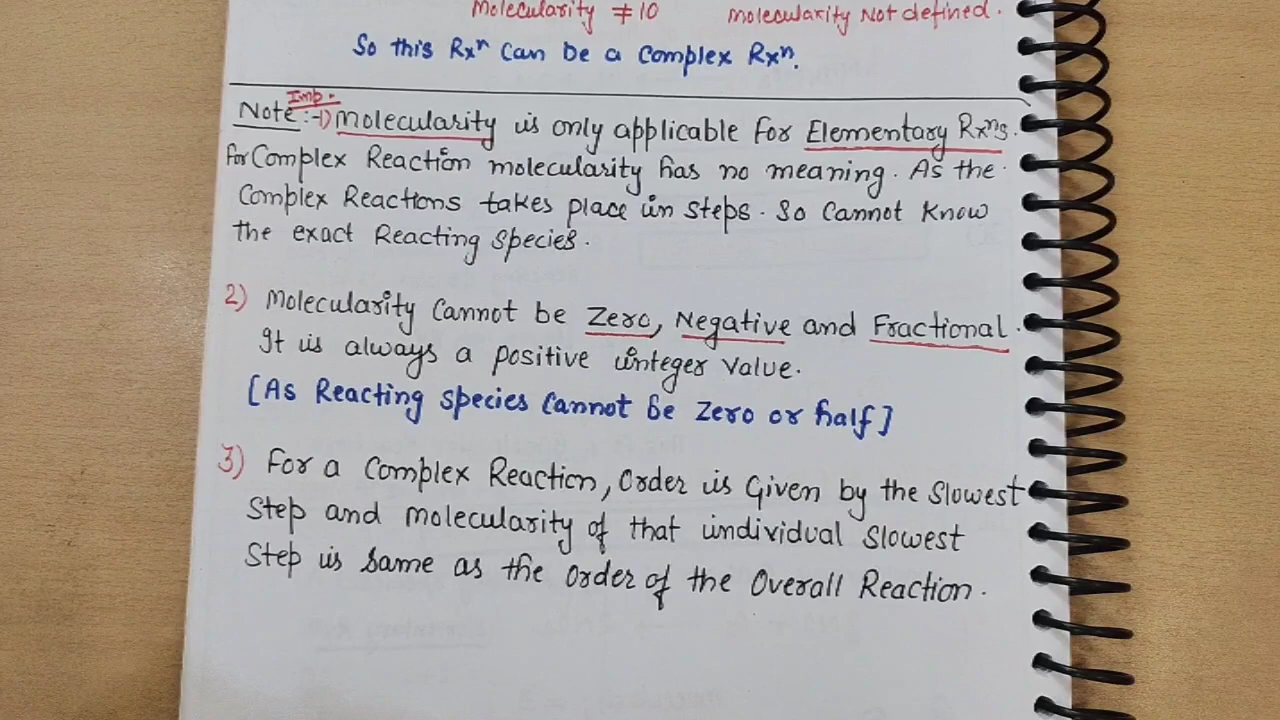 Molecularity ≠ 10 Molecularity Not defined.
So this Rxⁿ Can be a Complex Rxⁿ.
Imp.
Note :- 1) Molecularity is only applicable for Elementary Rxⁿs.
for Complex Reaction molecularity has no meaning. As the
Complex Reactions takes place in steps. So Cannot Know
the exact Reacting species.
2) Molecularity Cannot be Zero, Negative and Fractional.
It is always a positive integer value.
[As Reacting species Cannot be Zero or half]
3) For a Complex Reaction, Order is Given by the Slowest
Step and Molecularity of that individual Slowest
Step is same as the Order of the Overall Reaction.